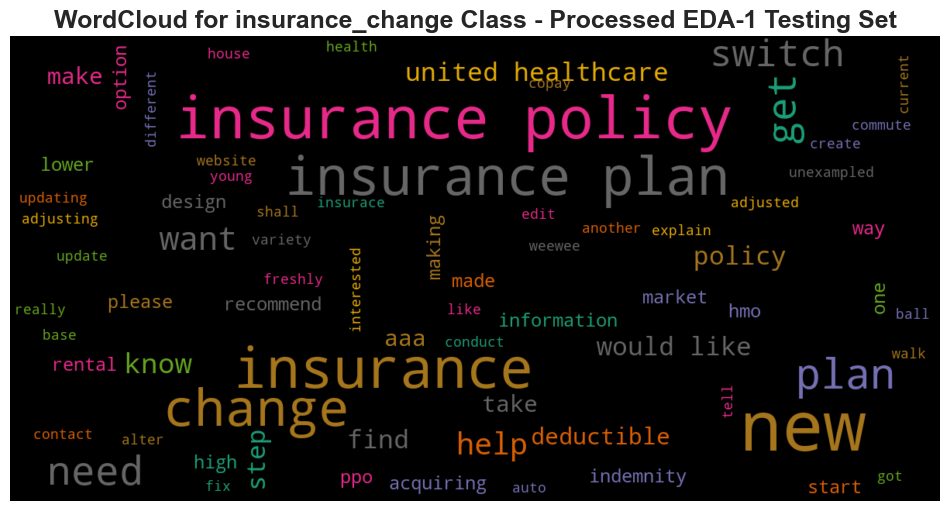 WordCloud for insurance_change Class - Processed EDA-1 Testing Set
house
health
switch
make
option
united healthcare
copay
get
current
different
insurance policy
commute
create
lower
website
young
insurance plan
unexampled
updating
adjusting
design
shall
insurace
edit
adjusted
want
variety
making
another
explain
way
weewee
policy
update
interested
freshly
made
really
please
recommend
like
information
market
hmo
one
ball
base
aaa
conduct
would like
walk
rental
know
insurance
plan
change
take
tell
new
contact
alter
step
find
help
deductible
need
high
fix
ppo
acquiring
auto
indemnity
start
got